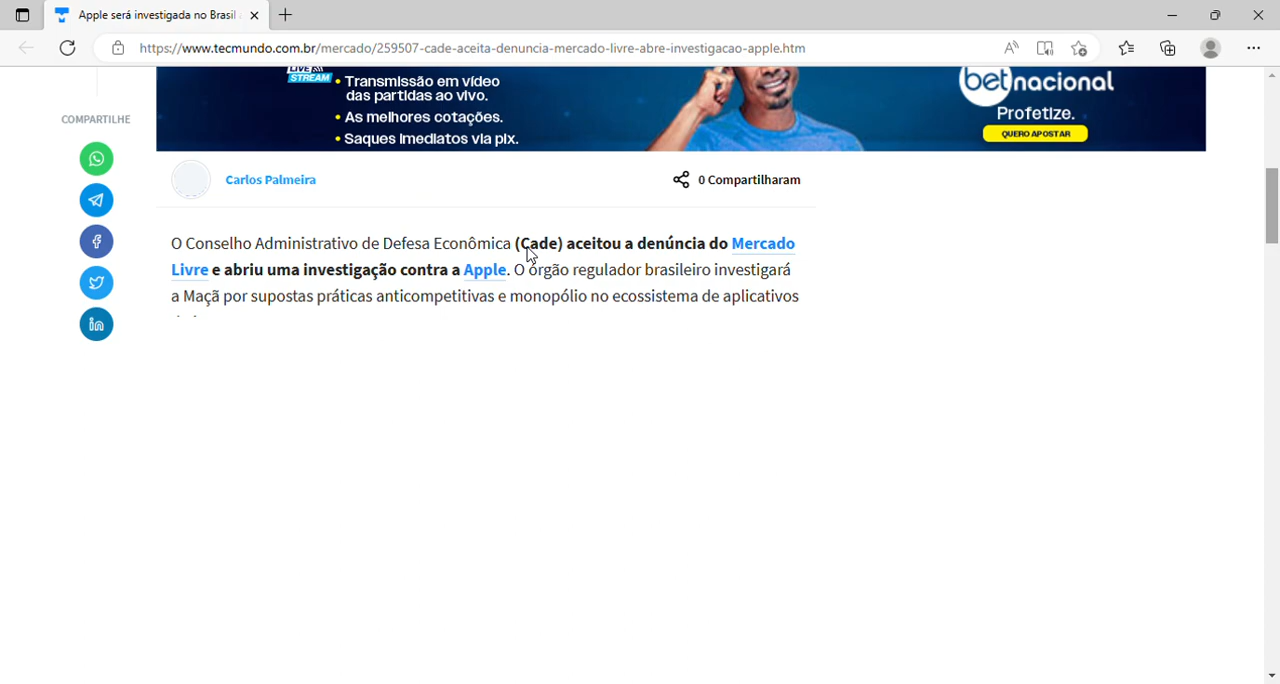 Apple será investigada no Brasil
https://www.tecmundo.com.br/mercado/259507-cade-aceita-denuncia-mercado-livre-abre-investigacao-apple.htm
LIVE
STREAM
• Transmissão em vídeo
das partidas ao vivo.
• As melhores cotações.
• Saques imediatos via pix.
betnacional
Profetize.
QUERO APOSTAR
COMPARTILHE
Carlos Palmeira
0 Compartilharam
O Conselho Administrativo de Defesa Econômica (Cade) aceitou a denúncia do Mercado
Livre e abriu uma investigação contra a Apple. O órgão regulador brasileiro investigará
a Maçã por supostas práticas anticompetitivas e monopólio no ecossistema de aplicativos